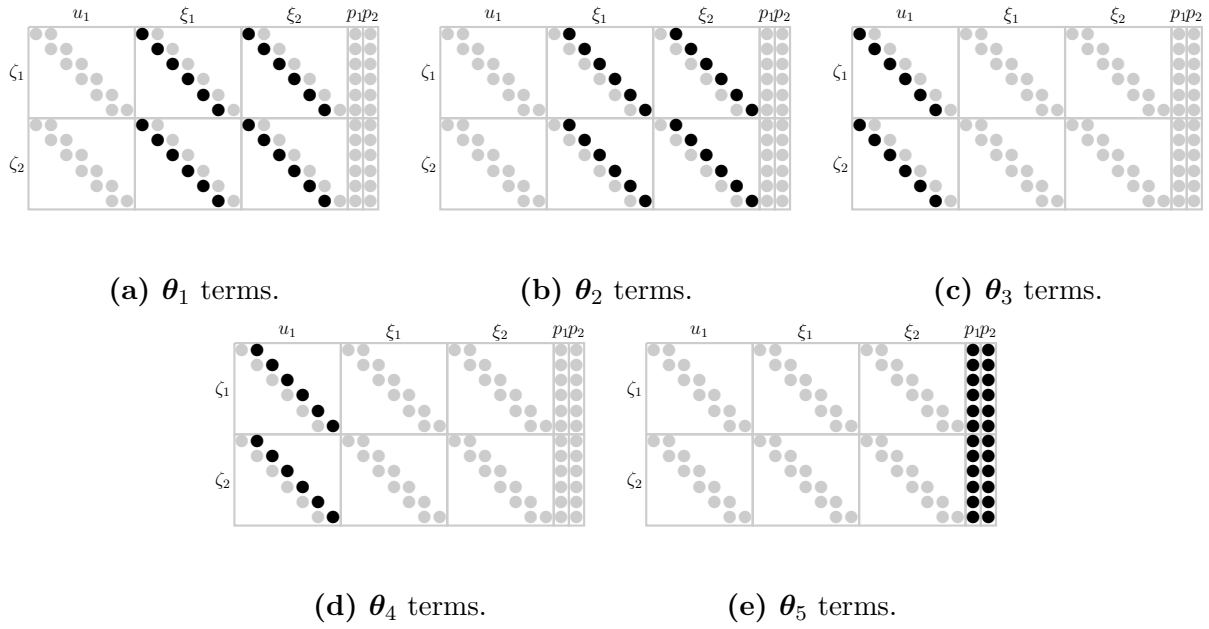 u₁ ξ₁ ξ₂ p₁p₂ u₁ ξ₁ ξ₂ p₁p₂ u₁ ξ₁ ξ₂ p₁p₂
ζ₁ ζ₁ ζ₁
ζ₂ ζ₂ ζ₂
(a) θ₁ terms. (b) θ₂ terms. (c) θ₃ terms.
u₁ ξ₁ ξ₂ p₁p₂ u₁ ξ₁ ξ₂ p₁p₂
ζ₁ ζ₁
ζ₂ ζ₂
(d) θ₄ terms. (e) θ₅ terms.